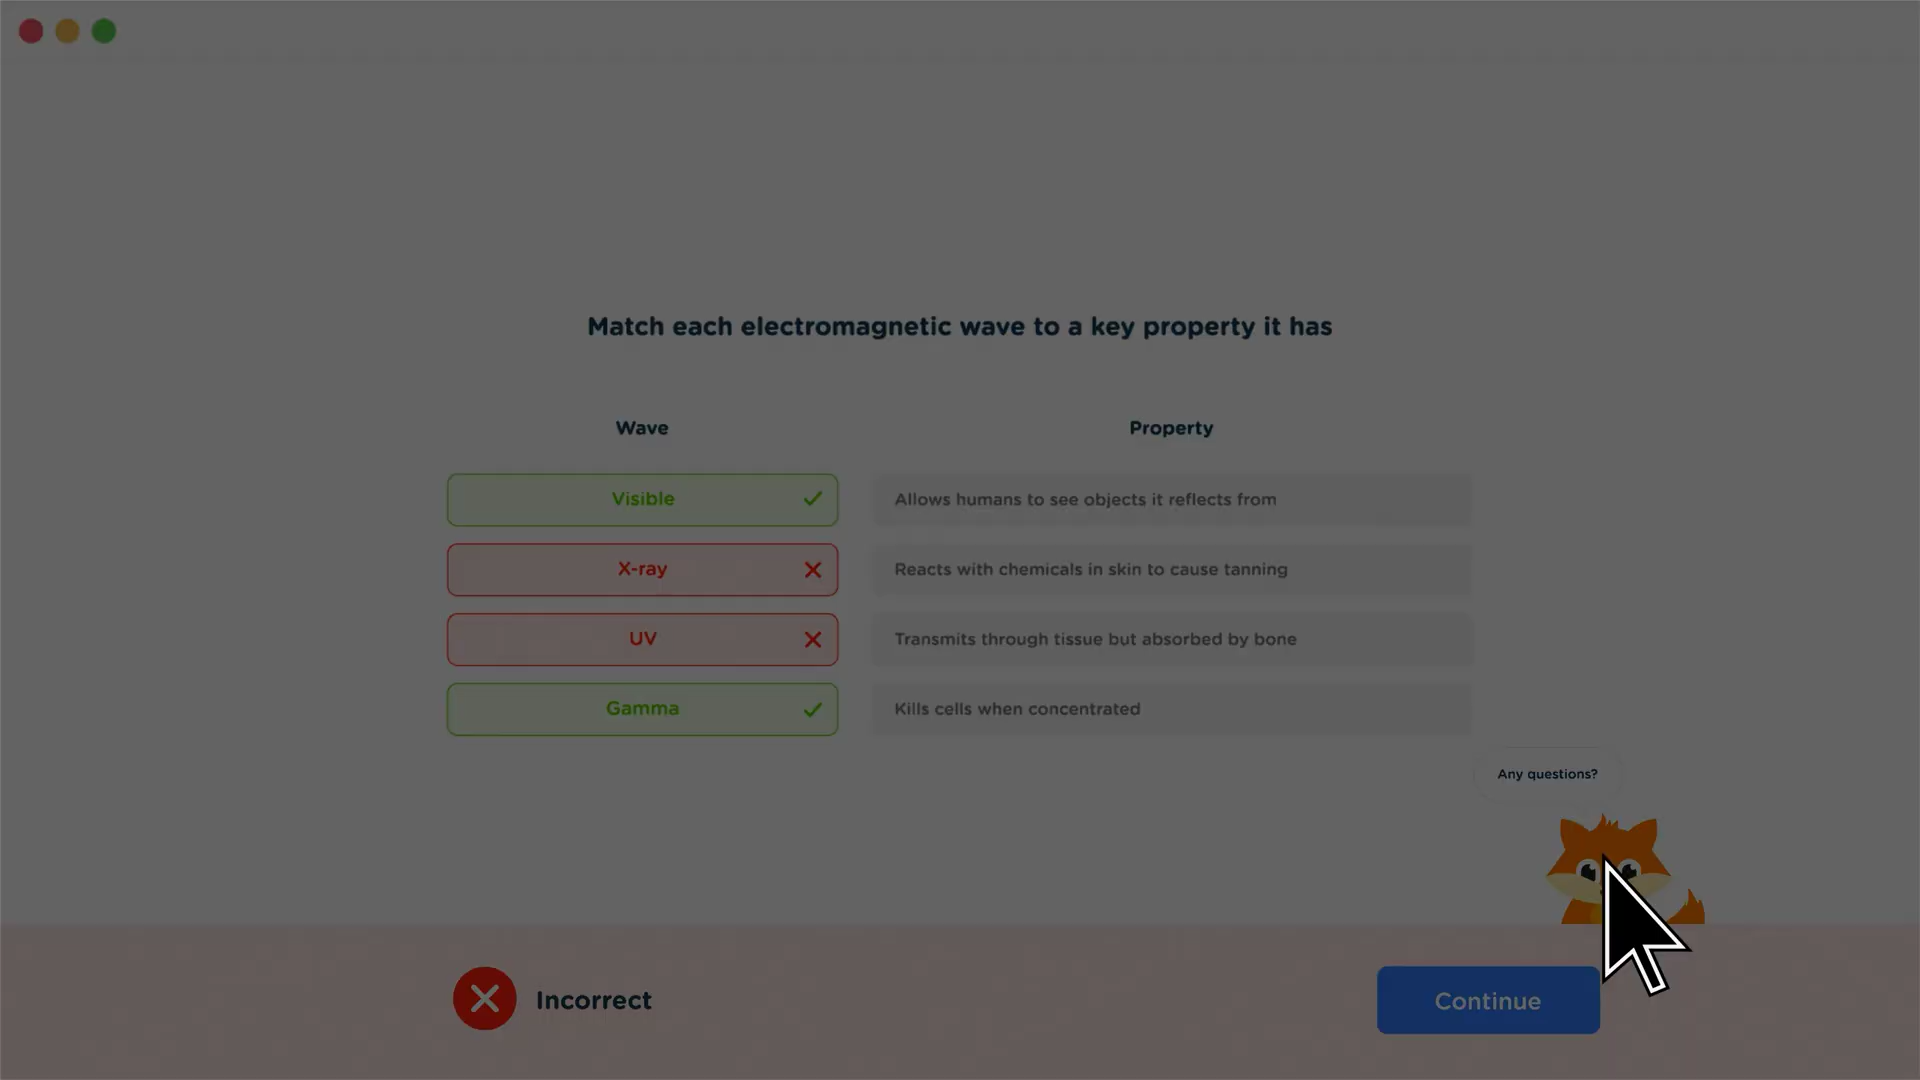 Match each electromagnetic wave to a key property it has
Wave Property
Visible Allows humans to see objects it reflects from
X-ray Reacts with chemicals in skin to cause tanning
UV Transmits through tissue but absorbed by bone
Gamma Kills cells when concentrated
Any questions?
Incorrect
Continue